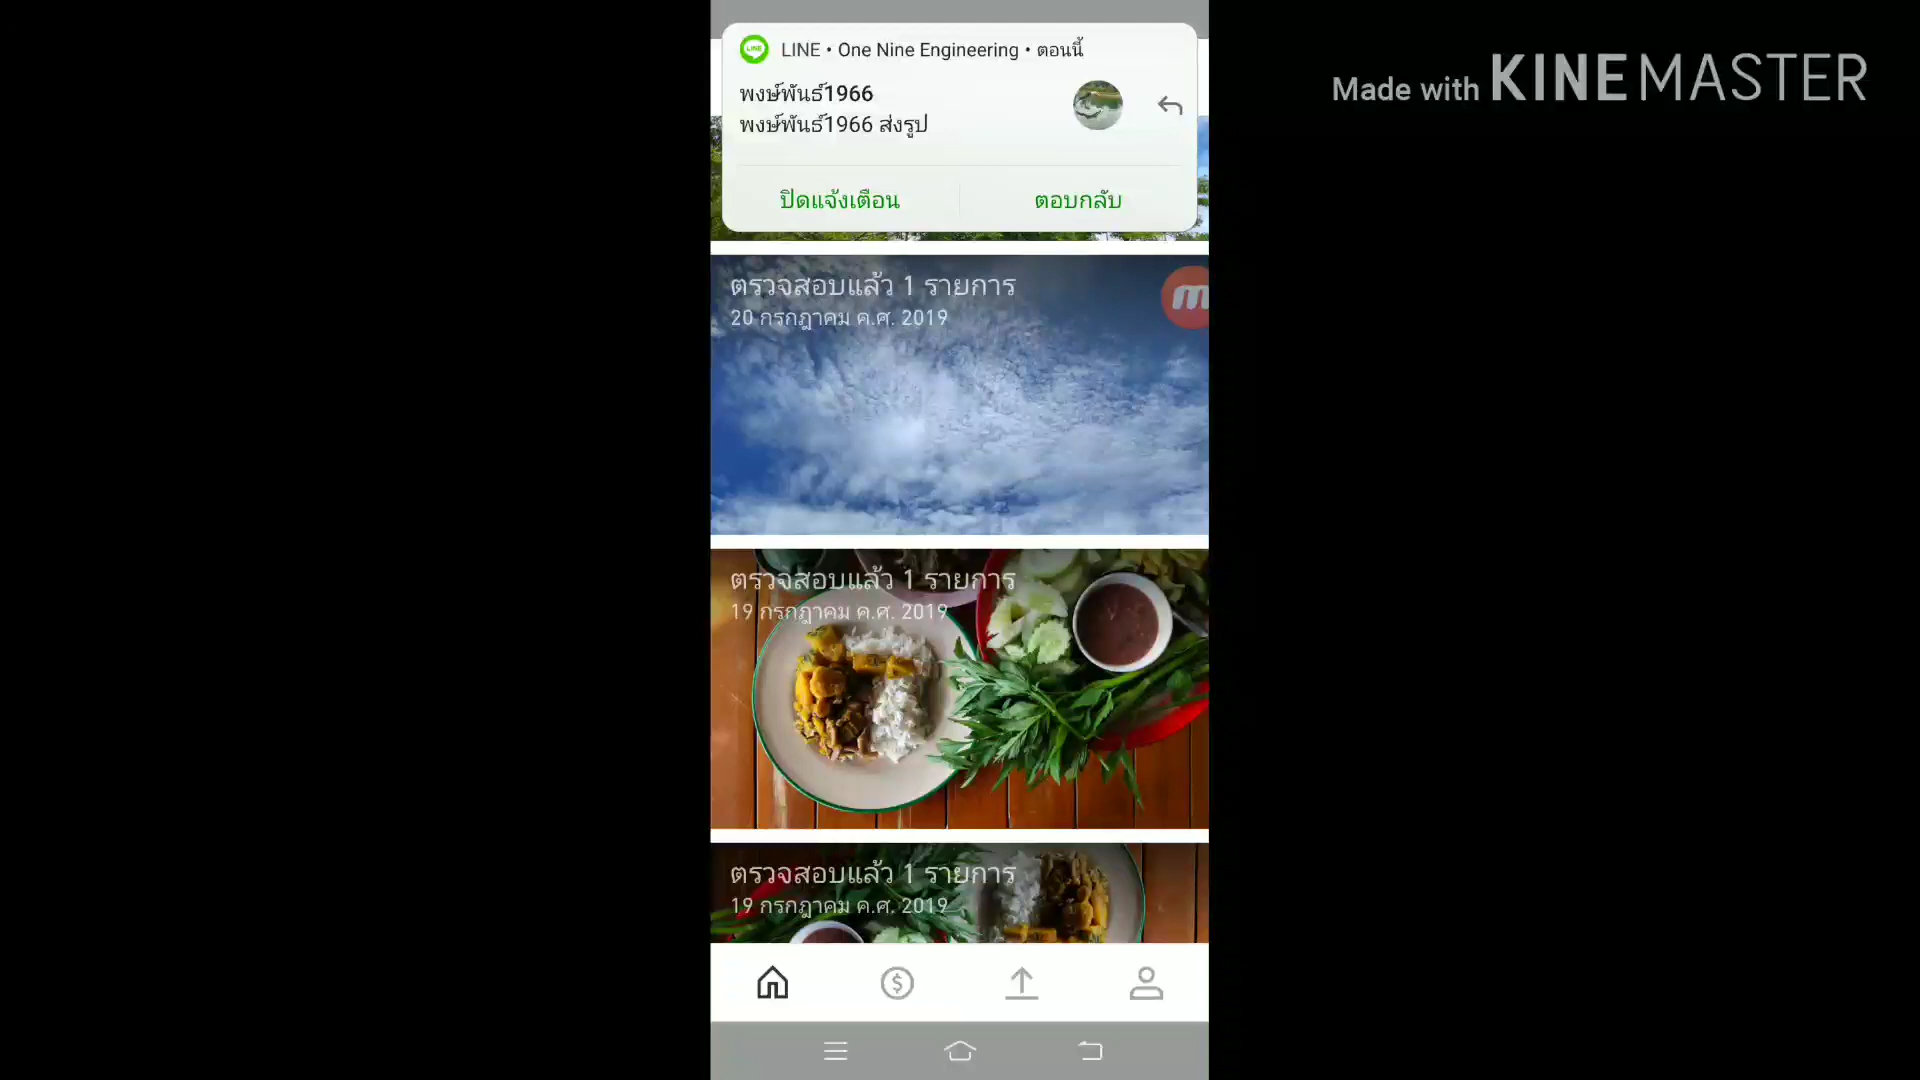 LINE • One Nine Engineering • ตอนนี้
พงษ์พันธ์1966
พงษ์พันธ์1966 ส่งรูป
ปิดแจ้งเตือน
ตอบกลับ
Made with KINEMASTER
ตรวจสอบแล้ว 1 รายการ
20 กรกฎาคม ค.ศ. 2019
ตรวจสอบแล้ว 1 รายการ
19 กรกฎาคม ค.ศ. 2019
ตรวจสอบแล้ว 1 รายการ
19 กรกฎาคม ค.ศ. 2019